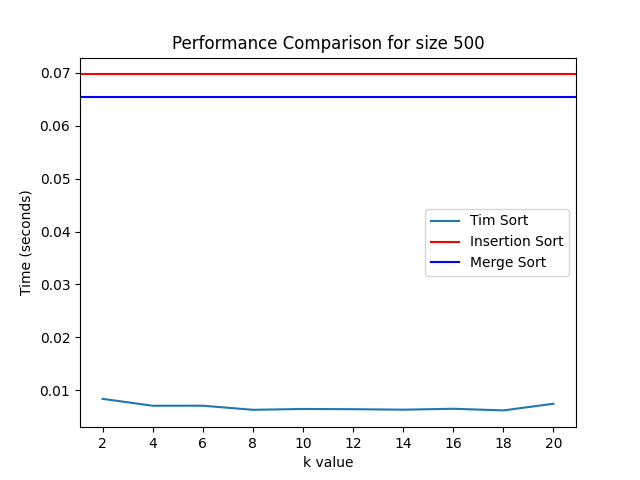 Performance Comparison for size 500
0.07
0.06
0.05
0.04
0.03
0.02
0.01
Time (seconds)
Tim Sort
Insertion Sort
Merge Sort
2 4 6 8 10 12 14 16 18 20
k value